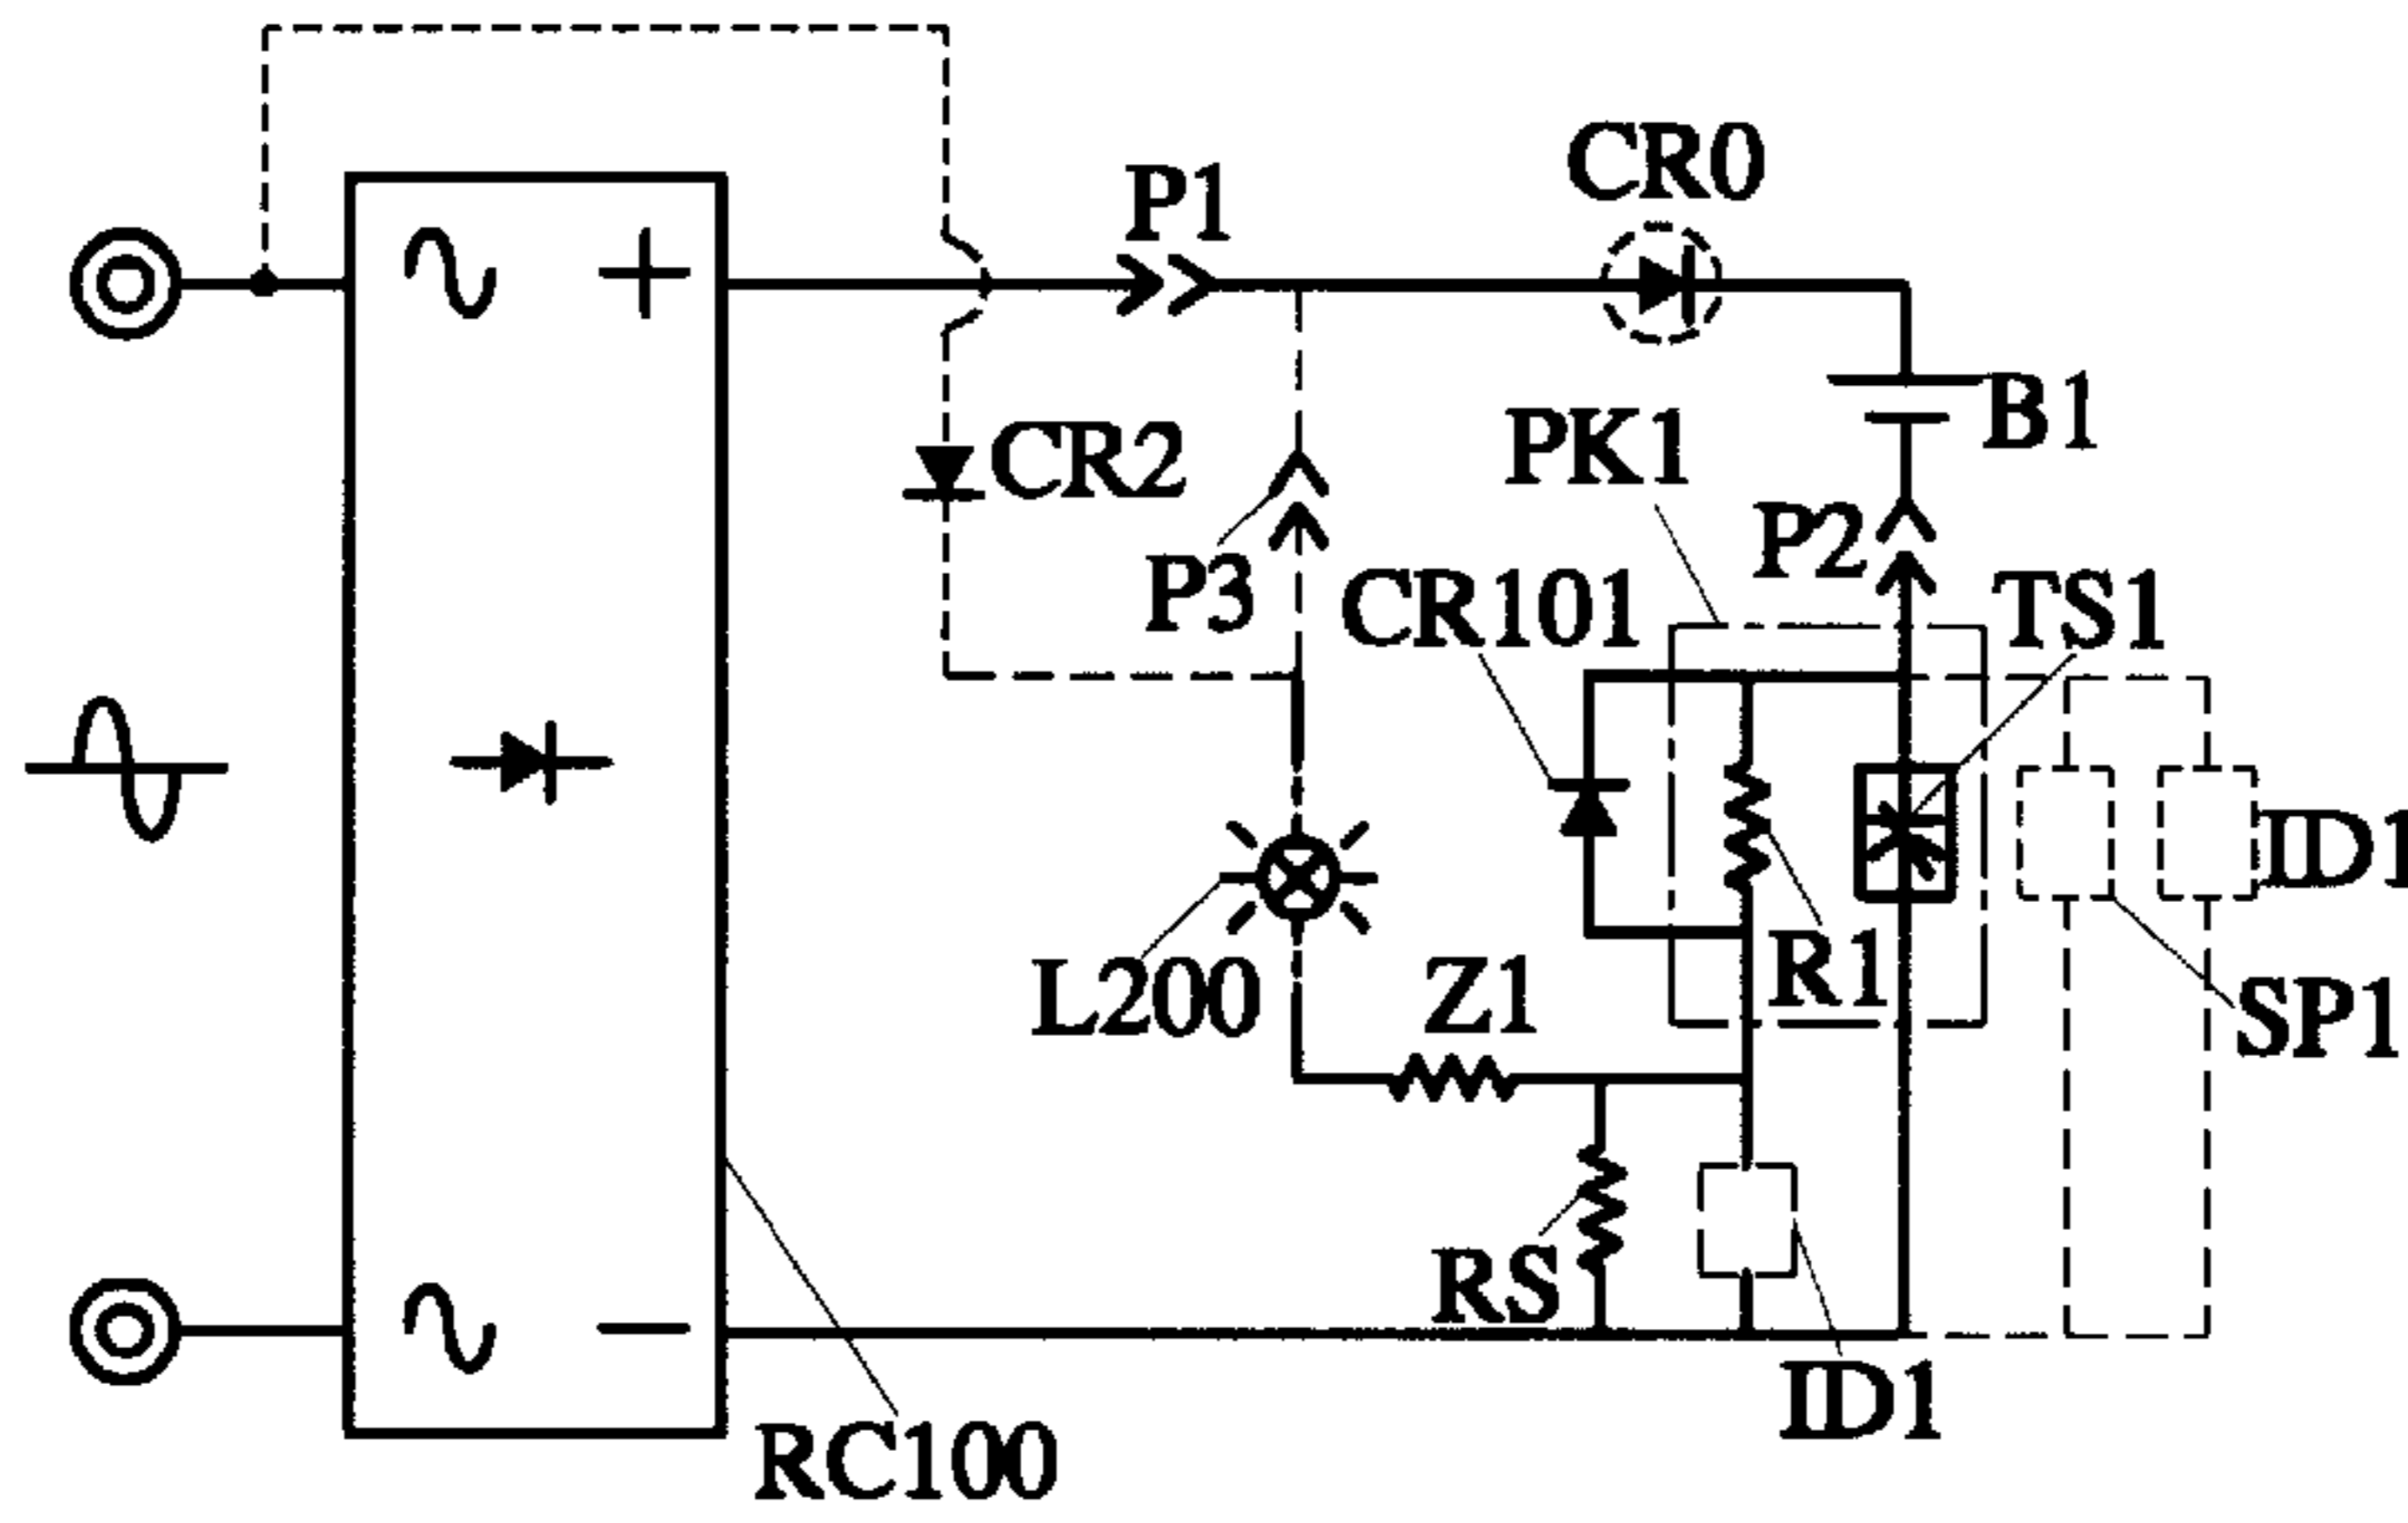 CR0
P1
B1
PK1
CR2
P2
P3
CR101
TS1
ID1
R1
L200
Z1
SP1
RS
ID1
RC100